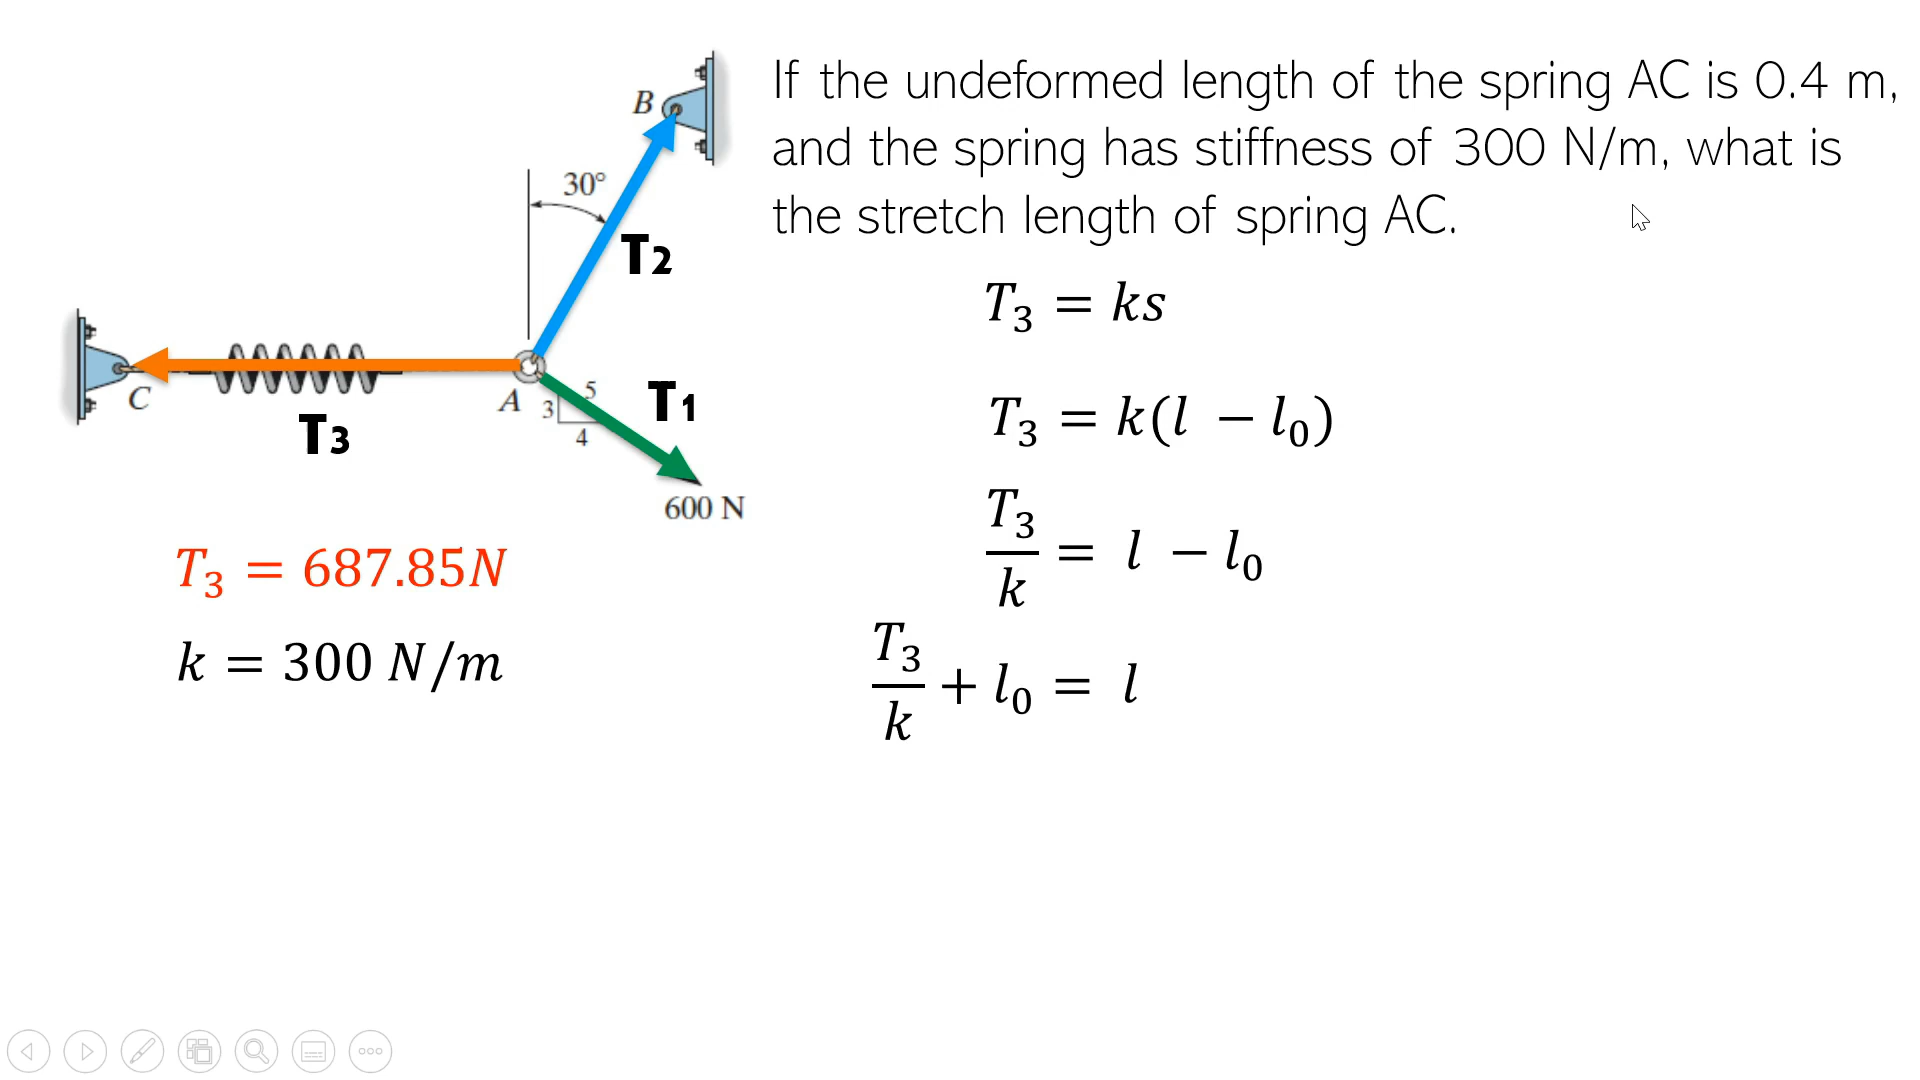 If the undeformed length of the spring AC is 0.4 m,
and the spring has stiffness of 300 N/m, what is
the stretch length of spring AC.
B
30°
T2
C
T3
A
3
5
4
T1
600 N
T₃ = 687.85N
k = 300 N/m
T₃ = ks
T₃ = k(l − l₀)
T₃/k = l − l₀
T₃/k + l₀ = l